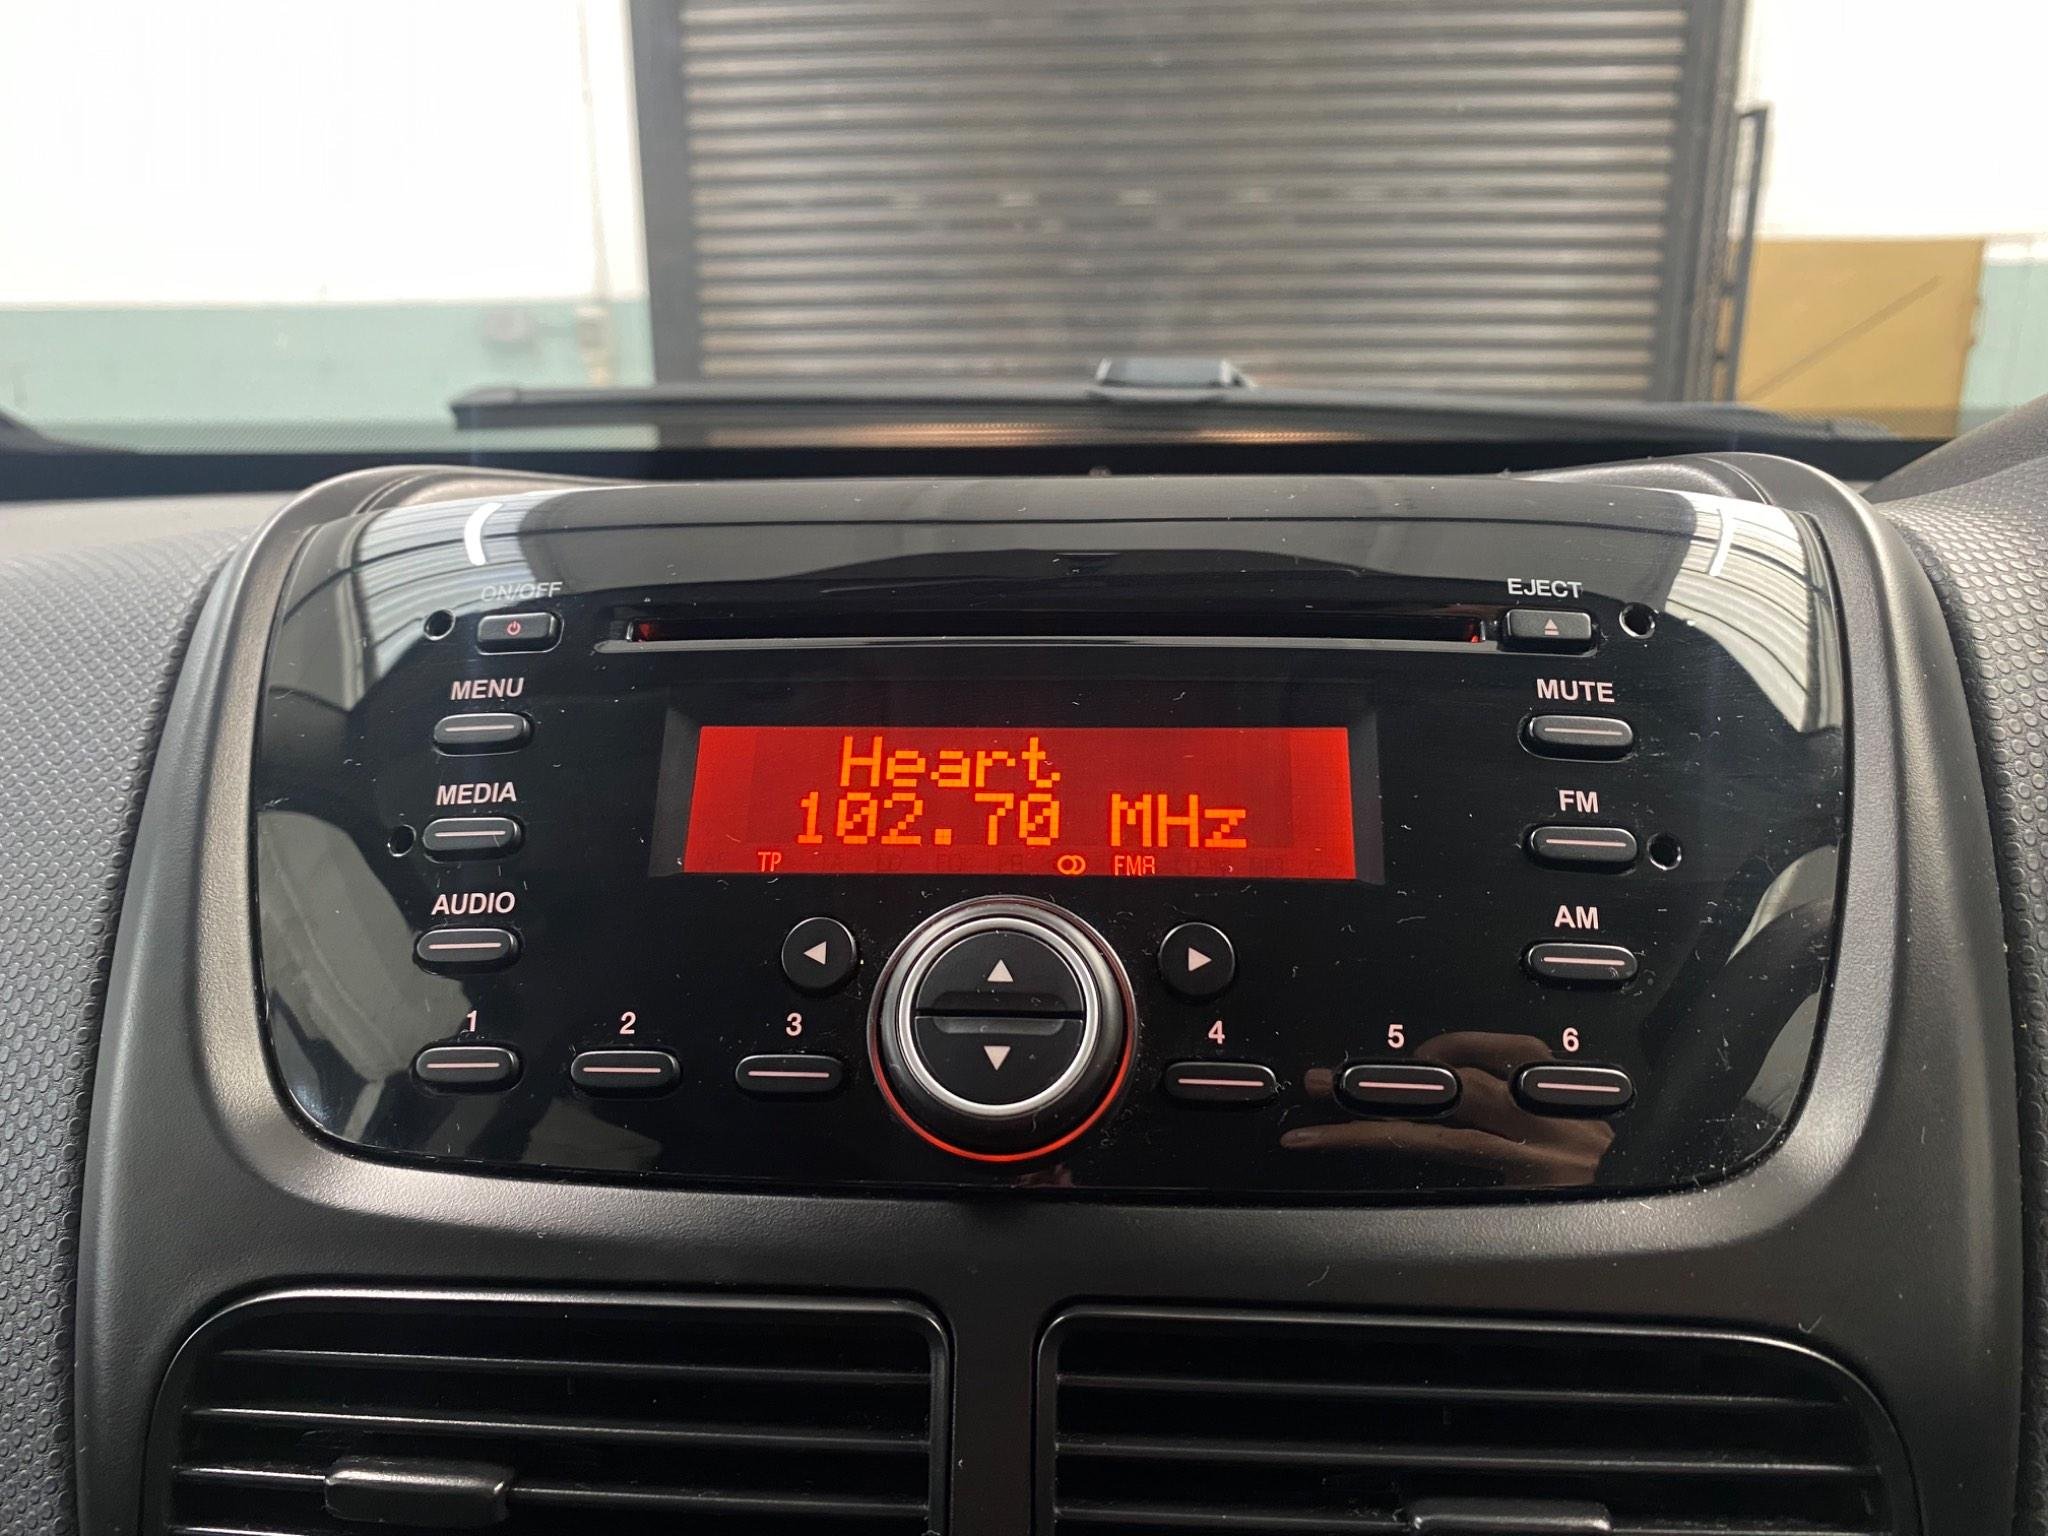 ON/OFF
EJECT
MENU
MUTE
Heart
102.70 MHz
TP FMA
MEDIA
FM
AUDIO
AM
1 2 3 4 5 6